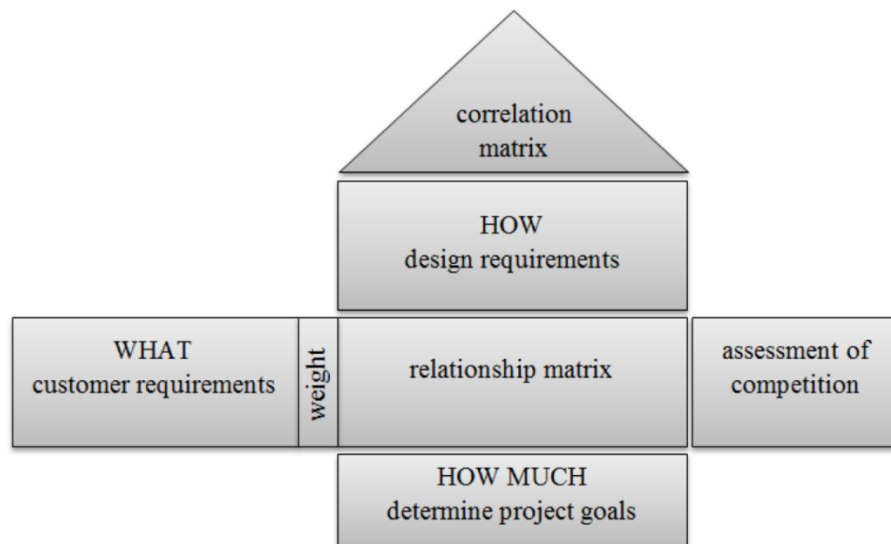 correlation
matrix
HOW
design requirements
WHAT
customer requirements
weight
relationship matrix
assessment of
competition
HOW MUCH
determine project goals